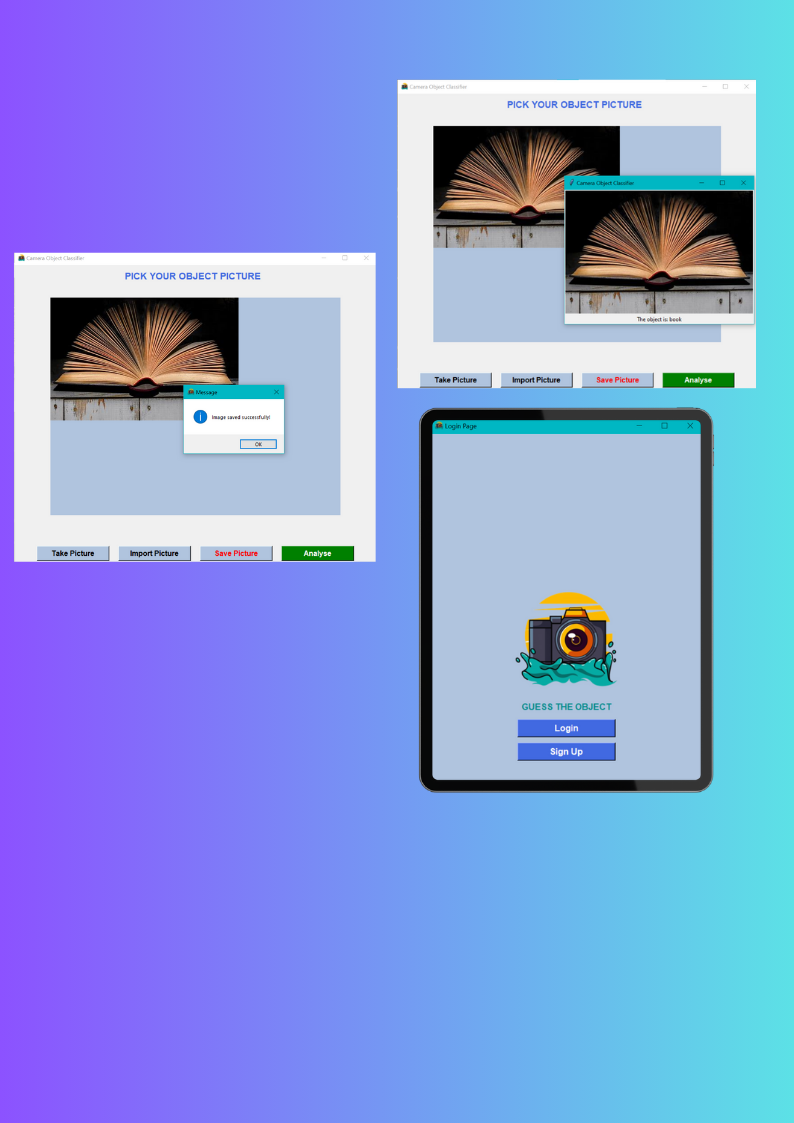 Camera Object Classifier
PICK YOUR OBJECT PICTURE
Camera Object Classifier
The object is: book
Take Picture Import Picture Save Picture Analyse
Camera Object Classifier
PICK YOUR OBJECT PICTURE
Message
Image saved successfully!
OK
Take Picture Import Picture Save Picture Analyse
Login Page
GUESS THE OBJECT
Login
Sign Up